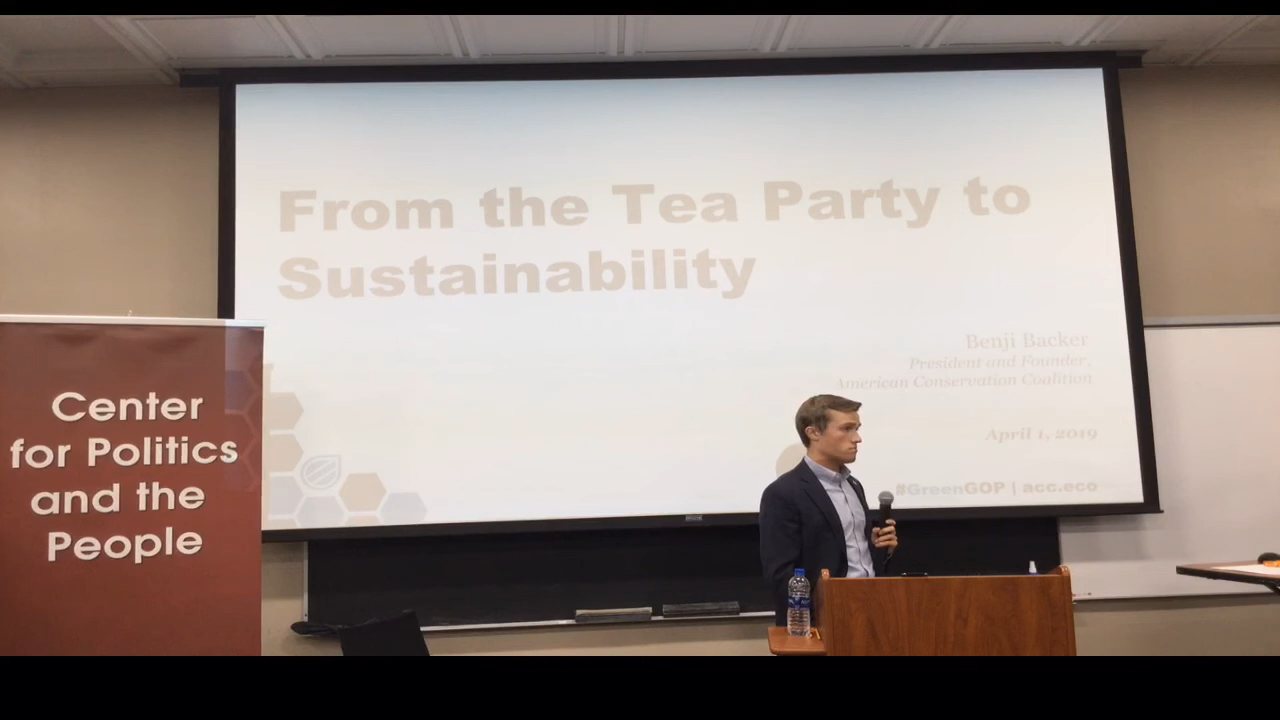 From the Tea Party to
Sustainability
Benji Backer
President and Founder,
American Conservation Coalition
April 1, 2019
#GreenGOP | acc.eco
Center
for Politics
and the
People